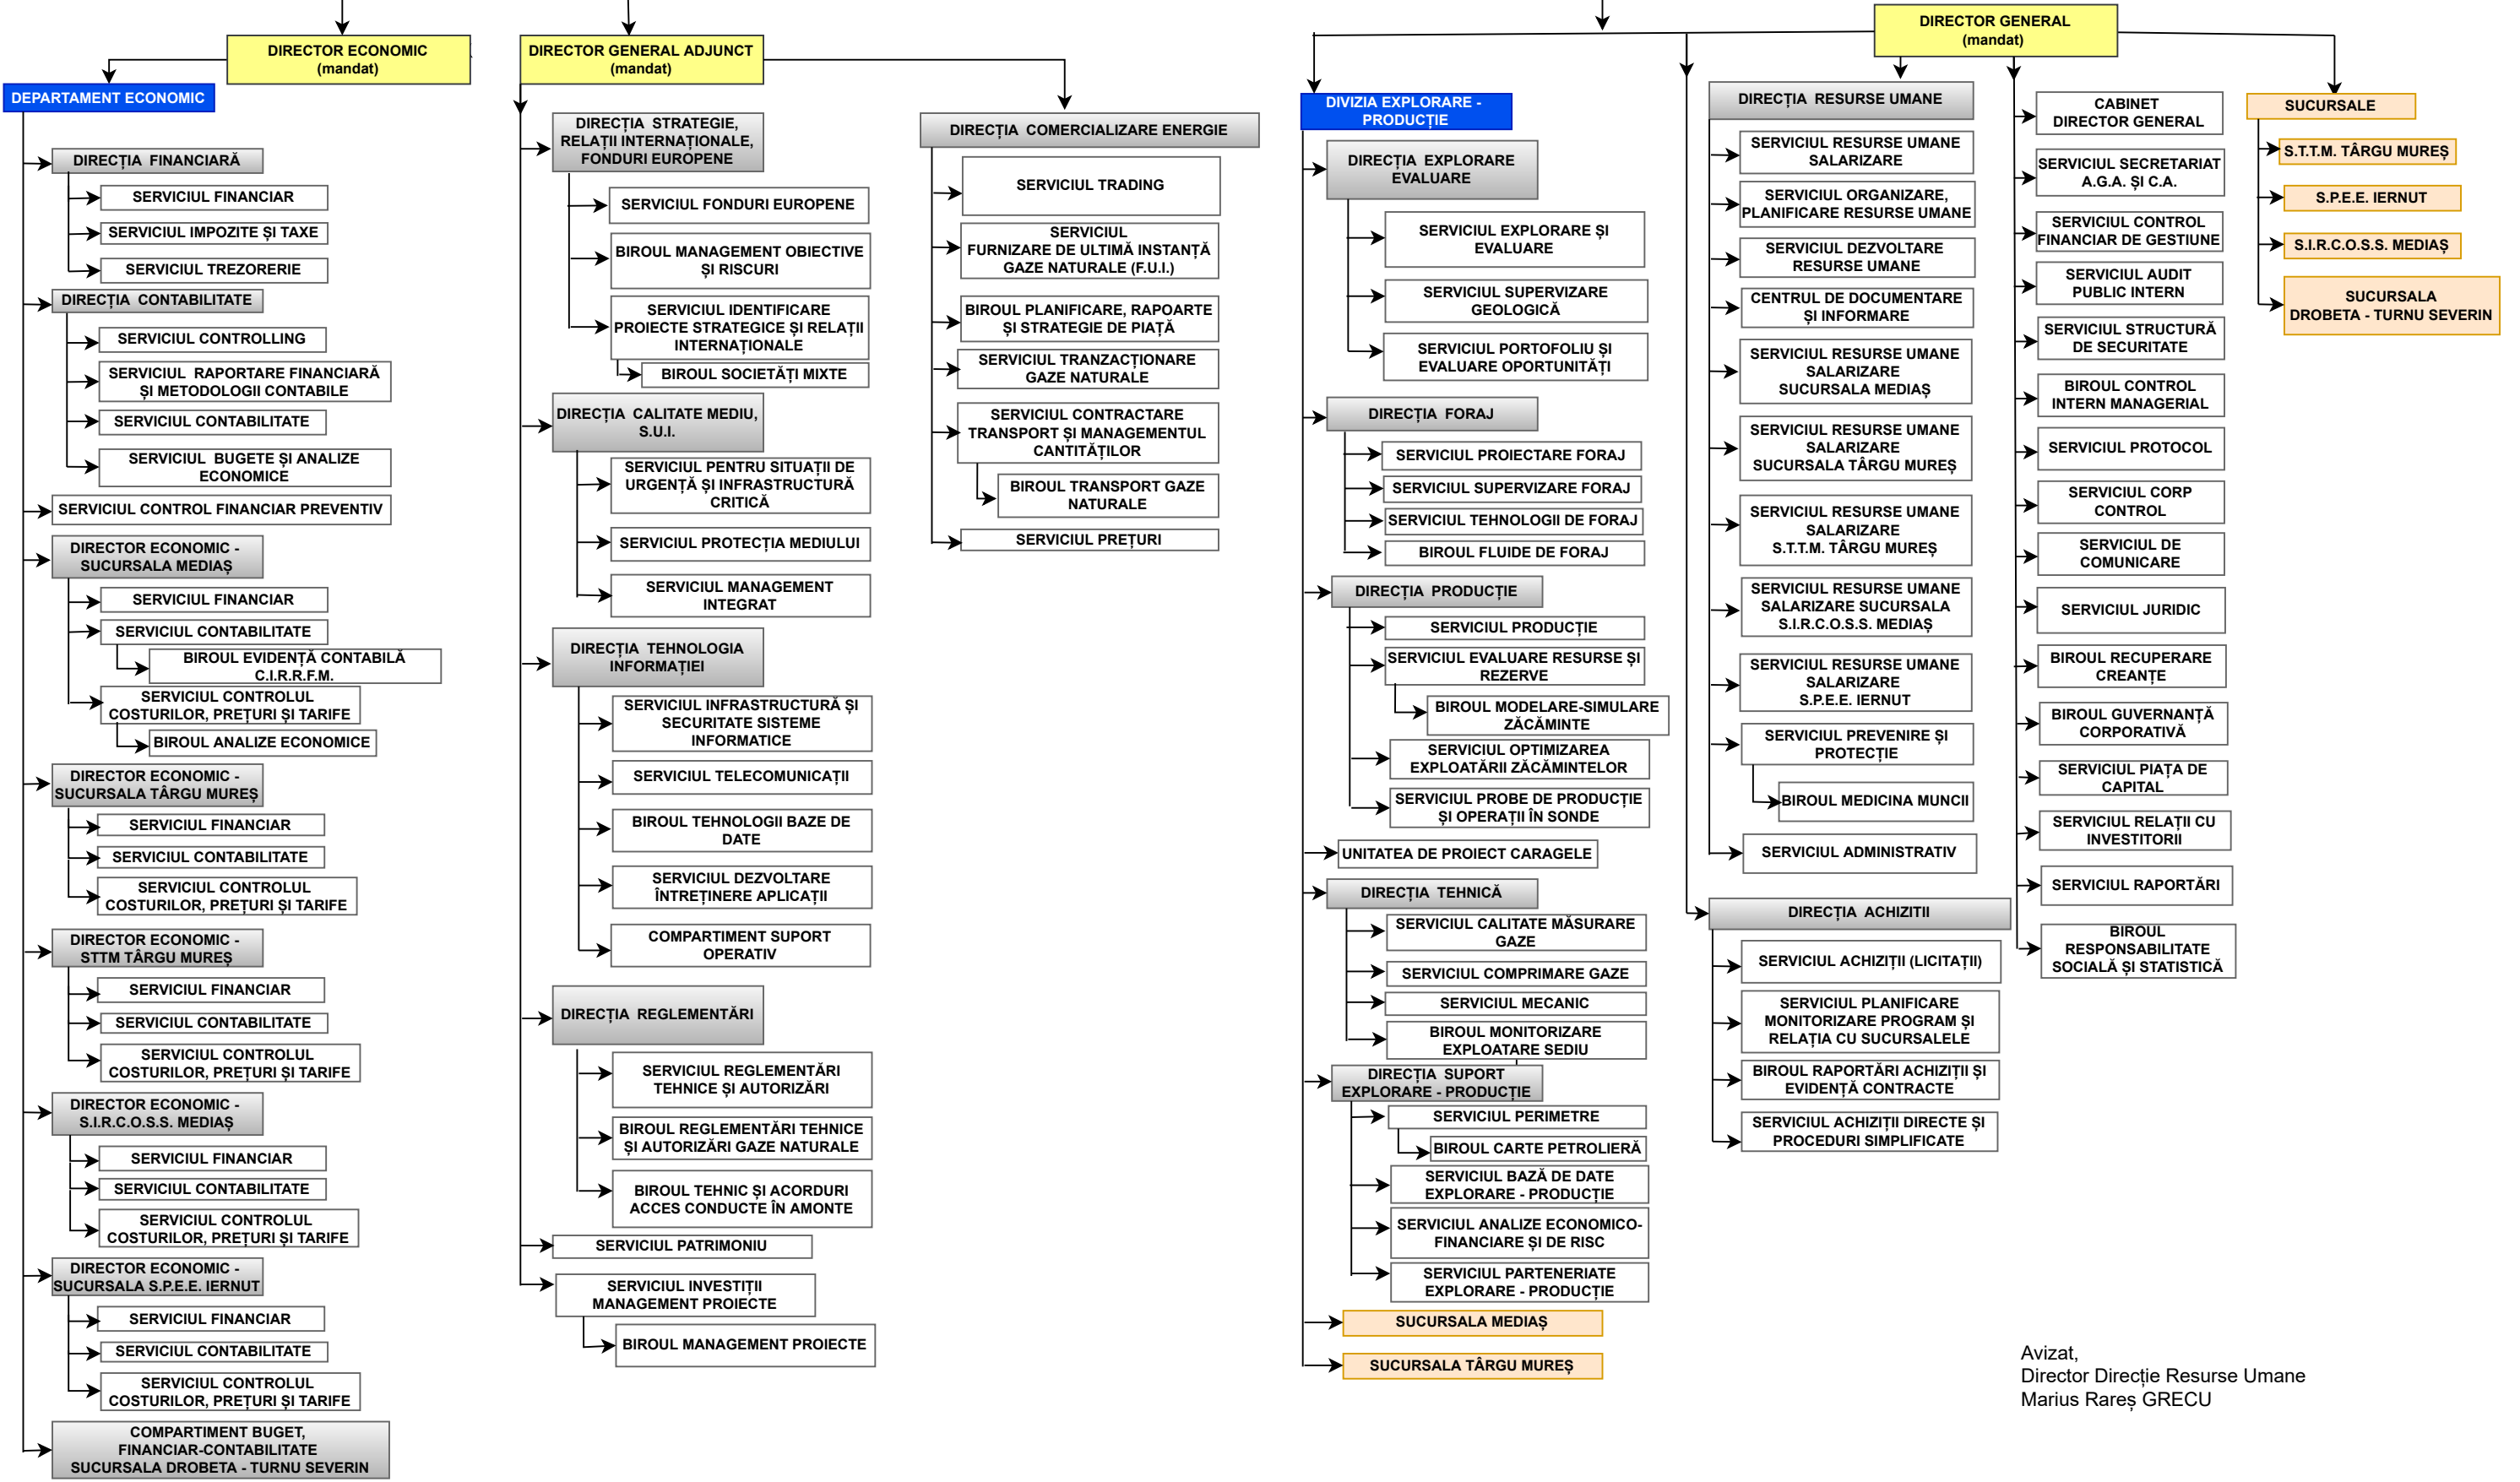 DIRECTOR ECONOMIC
(mandat)
DEPARTAMENT ECONOMIC
DIRECȚIA FINANCIARĂ
SERVICIUL FINANCIAR
SERVICIUL IMPOZITE ȘI TAXE
SERVICIUL TREZORERIE
DIRECȚIA CONTABILITATE
SERVICIUL CONTROLLING
SERVICIUL RAPORTARE FINANCIARĂ
ȘI METODOLOGII CONTABILE
SERVICIUL CONTABILITATE
SERVICIUL BUGETE ȘI ANALIZE
ECONOMICE
SERVICIUL CONTROL FINANCIAR PREVENTIV
DIRECTOR ECONOMIC -
SUCURSALA MEDIAȘ
SERVICIUL FINANCIAR
SERVICIUL CONTABILITATE
BIROUL EVIDENȚĂ CONTABILĂ
C.I.R.R.F.M.
SERVICIUL CONTROLUL
COSTURILOR, PREȚURI ȘI TARIFE
BIROUL ANALIZE ECONOMICE
DIRECTOR ECONOMIC -
SUCURSALA TÂRGU MUREȘ
SERVICIUL FINANCIAR
SERVICIUL CONTABILITATE
SERVICIUL CONTROLUL
COSTURILOR, PREȚURI ȘI TARIFE
DIRECTOR ECONOMIC -
STTM TÂRGU MUREȘ
SERVICIUL FINANCIAR
SERVICIUL CONTABILITATE
SERVICIUL CONTROLUL
COSTURILOR, PREȚURI ȘI TARIFE
DIRECTOR ECONOMIC -
S.I.R.C.O.S.S. MEDIAȘ
SERVICIUL FINANCIAR
SERVICIUL CONTABILITATE
SERVICIUL CONTROLUL
COSTURILOR, PREȚURI ȘI TARIFE
DIRECTOR ECONOMIC -
SUCURSALA S.P.E.E. IERNUT
SERVICIUL FINANCIAR
SERVICIUL CONTABILITATE
SERVICIUL CONTROLUL
COSTURILOR, PREȚURI ȘI TARIFE
COMPARTIMENT BUGET,
FINANCIAR-CONTABILITATE
SUCURSALA DROBETA - TURNU SEVERIN
DIRECTOR GENERAL ADJUNCT
(mandat)
DIRECȚIA STRATEGIE,
RELAȚII INTERNAȚIONALE,
FONDURI EUROPENE
SERVICIUL FONDURI EUROPENE
BIROUL MANAGEMENT OBIECTIVE
ȘI RISCURI
SERVICIUL IDENTIFICARE
PROIECTE STRATEGICE ȘI RELAȚII
INTERNAȚIONALE
BIROUL SOCIETĂȚI MIXTE
DIRECȚIA CALITATE MEDIU,
S.U.I.
SERVICIUL PENTRU SITUAȚII DE
URGENȚĂ ȘI INFRASTRUCTURĂ
CRITICĂ
SERVICIUL PROTECȚIA MEDIULUI
SERVICIUL MANAGEMENT
INTEGRAT
DIRECȚIA TEHNOLOGIA
INFORMAȚIEI
SERVICIUL INFRASTRUCTURĂ ȘI
SECURITATE SISTEME
INFORMATICE
SERVICIUL TELECOMUNICAȚII
BIROUL TEHNOLOGII BAZE DE
DATE
SERVICIUL DEZVOLTARE
ÎNTREȚINERE APLICAȚII
COMPARTIMENT SUPORT
OPERATIV
DIRECȚIA REGLEMENTĂRI
SERVICIUL REGLEMENTĂRI
TEHNICE ȘI AUTORIZĂRI
BIROUL REGLEMENTĂRI TEHNICE
ȘI AUTORIZĂRI GAZE NATURALE
BIROUL TEHNIC ȘI ACORDURI
ACCES CONDUCTE ÎN AMONTE
SERVICIUL PATRIMONIU
SERVICIUL INVESTIȚII
MANAGEMENT PROIECTE
BIROUL MANAGEMENT PROIECTE
DIRECȚIA COMERCIALIZARE ENERGIE
SERVICIUL TRADING
SERVICIUL
FURNIZARE DE ULTIMĂ INSTANȚĂ
GAZE NATURALE (F.U.I.)
BIROUL PLANIFICARE, RAPOARTE
ȘI STRATEGIE DE PIAȚĂ
SERVICIUL TRANZACȚIONARE
GAZE NATURALE
SERVICIUL CONTRACTARE
TRANSPORT ȘI MANAGEMENTUL
CANTITĂȚILOR
BIROUL TRANSPORT GAZE
NATURALE
SERVICIUL PREȚURI
DIRECTOR GENERAL
(mandat)
DIVIZIA EXPLORARE -
PRODUCȚIE
DIRECȚIA EXPLORARE
EVALUARE
SERVICIUL EXPLORARE ȘI
EVALUARE
SERVICIUL SUPERVIZARE
GEOLOGICĂ
SERVICIUL PORTOFOLIU ȘI
EVALUARE OPORTUNITĂȚI
DIRECȚIA FORAJ
SERVICIUL PROIECTARE FORAJ
SERVICIUL SUPERVIZARE FORAJ
SERVICIUL TEHNOLOGII DE FORAJ
BIROUL FLUIDE DE FORAJ
DIRECȚIA PRODUCȚIE
SERVICIUL PRODUCȚIE
SERVICIUL EVALUARE RESURSE ȘI
REZERVE
BIROUL MODELARE-SIMULARE
ZĂCĂMINTE
SERVICIUL OPTIMIZAREA
EXPLOATĂRII ZĂCĂMINTELOR
SERVICIUL PROBE DE PRODUCȚIE
ȘI OPERAȚII ÎN SONDE
UNITATEA DE PROIECT CARAGELE
DIRECȚIA TEHNICĂ
SERVICIUL CALITATE MĂSURARE
GAZE
SERVICIUL COMPRIMARE GAZE
SERVICIUL MECANIC
BIROUL MONITORIZARE
EXPLOATARE SEDIU
DIRECȚIA SUPORT
EXPLORARE - PRODUCȚIE
SERVICIUL PERIMETRE
BIROUL CARTE PETROLIERĂ
SERVICIUL BAZĂ DE DATE
EXPLORARE - PRODUCȚIE
SERVICIUL ANALIZE ECONOMICO-
FINANCIARE ȘI DE RISC
SERVICIUL PARTENERIATE
EXPLORARE - PRODUCȚIE
SUCURSALA MEDIAȘ
SUCURSALA TÂRGU MUREȘ
DIRECȚIA RESURSE UMANE
SERVICIUL RESURSE UMANE
SALARIZARE
SERVICIUL ORGANIZARE,
PLANIFICARE RESURSE UMANE
SERVICIUL DEZVOLTARE
RESURSE UMANE
CENTRUL DE DOCUMENTARE
ȘI INFORMARE
SERVICIUL RESURSE UMANE
SALARIZARE
SUCURSALA MEDIAȘ
SERVICIUL RESURSE UMANE
SALARIZARE
SUCURSALA TÂRGU MUREȘ
SERVICIUL RESURSE UMANE
SALARIZARE
S.T.T.M. TÂRGU MUREȘ
SERVICIUL RESURSE UMANE
SALARIZARE SUCURSALA
S.I.R.C.O.S.S. MEDIAȘ
SERVICIUL RESURSE UMANE
SALARIZARE
S.P.E.E. IERNUT
SERVICIUL PREVENIRE ȘI
PROTECȚIE
BIROUL MEDICINA MUNCII
SERVICIUL ADMINISTRATIV
DIRECȚIA ACHIZITII
SERVICIUL ACHIZIȚII (LICITAȚII)
SERVICIUL PLANIFICARE
MONITORIZARE PROGRAM ȘI
RELAȚIA CU SUCURSALELE
BIROUL RAPORTĂRI ACHIZIȚII ȘI
EVIDENȚĂ CONTRACTE
SERVICIUL ACHIZIȚII DIRECTE ȘI
PROCEDURI SIMPLIFICATE
CABINET
DIRECTOR GENERAL
SERVICIUL SECRETARIAT
A.G.A. ȘI C.A.
SERVICIUL CONTROL
FINANCIAR DE GESTIUNE
SERVICIUL AUDIT
PUBLIC INTERN
SERVICIUL STRUCTURĂ
DE SECURITATE
BIROUL CONTROL
INTERN MANAGERIAL
SERVICIUL PROTOCOL
SERVICIUL CORP
CONTROL
SERVICIUL DE
COMUNICARE
SERVICIUL JURIDIC
BIROUL RECUPERARE
CREANȚE
BIROUL GUVERNANȚĂ
CORPORATIVĂ
SERVICIUL PIAȚA DE
CAPITAL
SERVICIUL RELAȚII CU
INVESTITORII
SERVICIUL RAPORTĂRI
BIROUL
RESPONSABILITATE
SOCIALĂ ȘI STATISTICĂ
SUCURSALE
S.T.T.M. TÂRGU MUREȘ
S.P.E.E. IERNUT
S.I.R.C.O.S.S. MEDIAȘ
SUCURSALA
DROBETA - TURNU SEVERIN
Avizat,
Director Direcție Resurse Umane
Marius Rareș GRECU